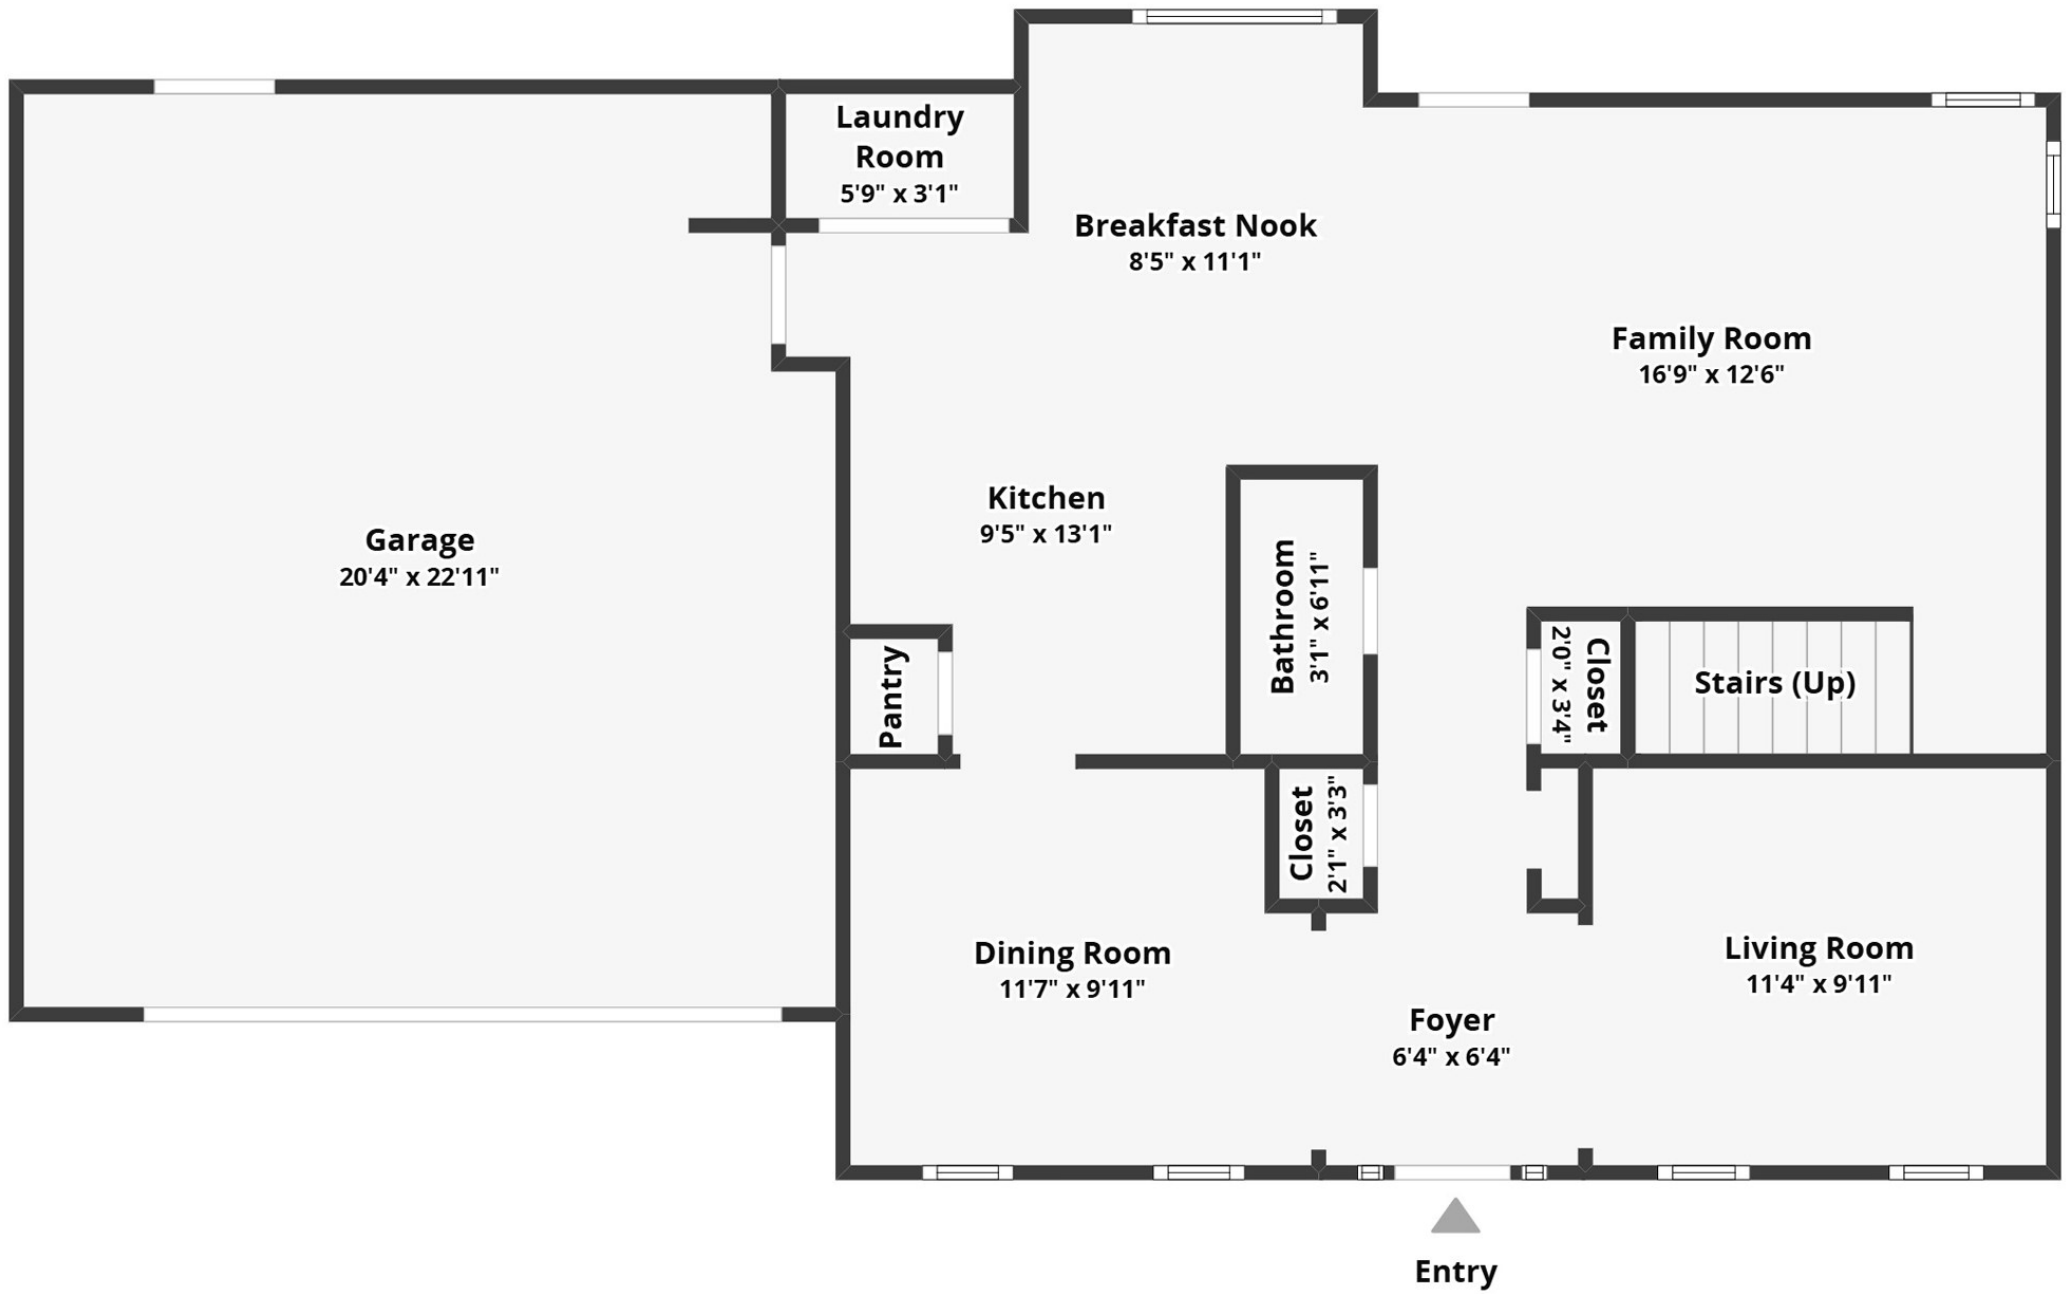 Laundry
Room
5'9" x 3'1"
Breakfast Nook
8'5" x 11'1"
Family Room
16'9" x 12'6"
Kitchen
9'5" x 13'1"
Garage
20'4" x 22'11"
Bathroom
3'1" x 6'11"
Pantry
Closet
2'0" x 3'4"
Stairs (Up)
Closet
2'1" x 3'3"
Dining Room
11'7" x 9'11"
Living Room
11'4" x 9'11"
Foyer
6'4" x 6'4"
Entry